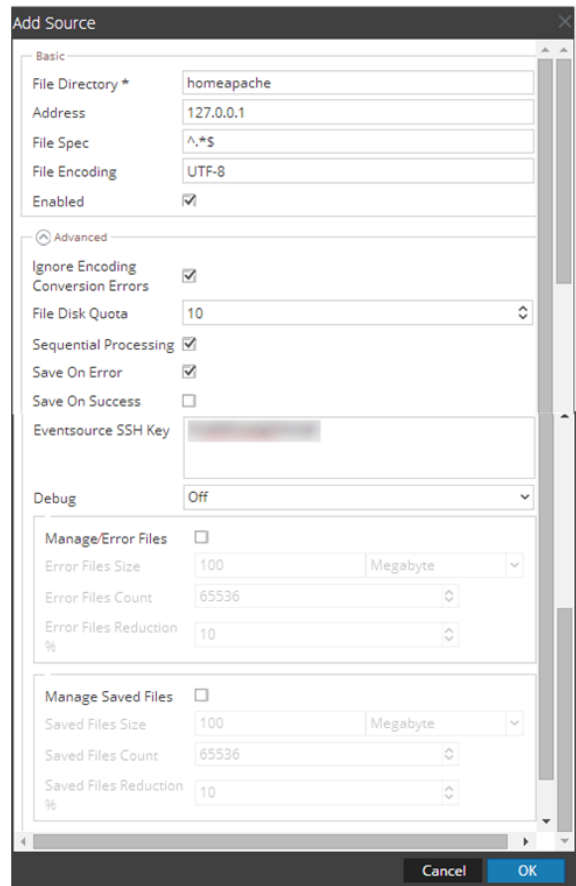 Add Source
Basic
File Directory * homeapache
Address 127.0.0.1
File Spec ^.*$
File Encoding UTF-8
Enabled
Advanced
Ignore Encoding
Conversion Errors
File Disk Quota 10
Sequential Processing
Save On Error
Save On Success
Eventsource SSH Key
Debug Off
Manage/Error Files
Error Files Size 100 Megabyte
Error Files Count 65536
Error Files Reduction
% 10
Manage Saved Files
Saved Files Size 100 Megabyte
Saved Files Count 65536
Saved Files Reduction
% 10
Cancel OK